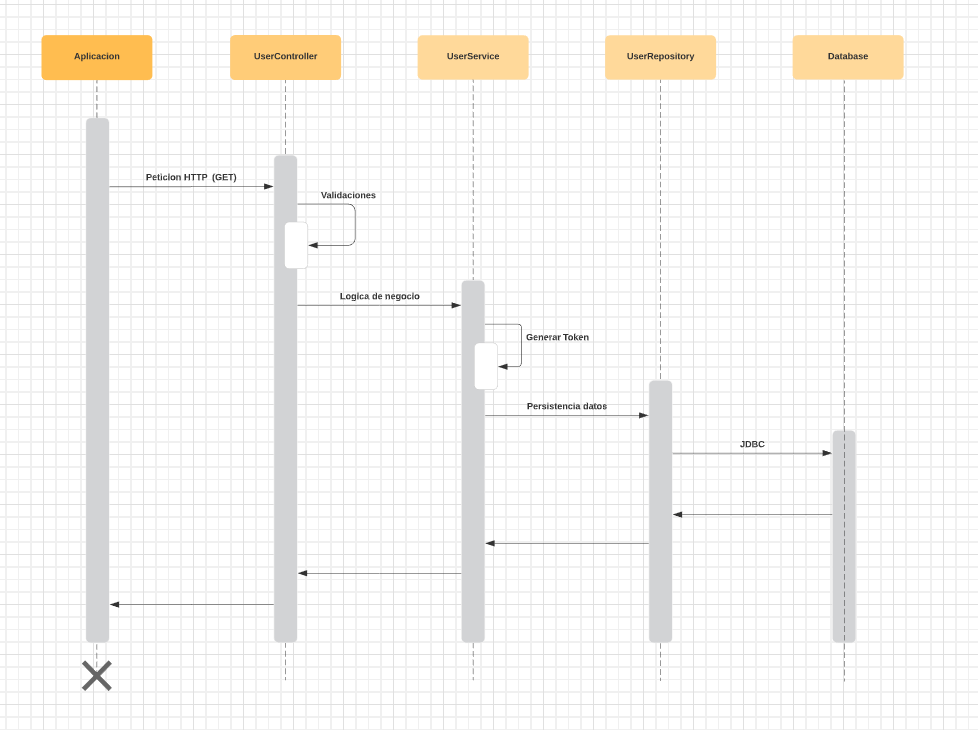 Aplicacion
UserController
UserService
UserRepository
Database
Peticion HTTP (GET)
Validaciones
Logica de negocio
Generar Token
Persistencia datos
JDBC